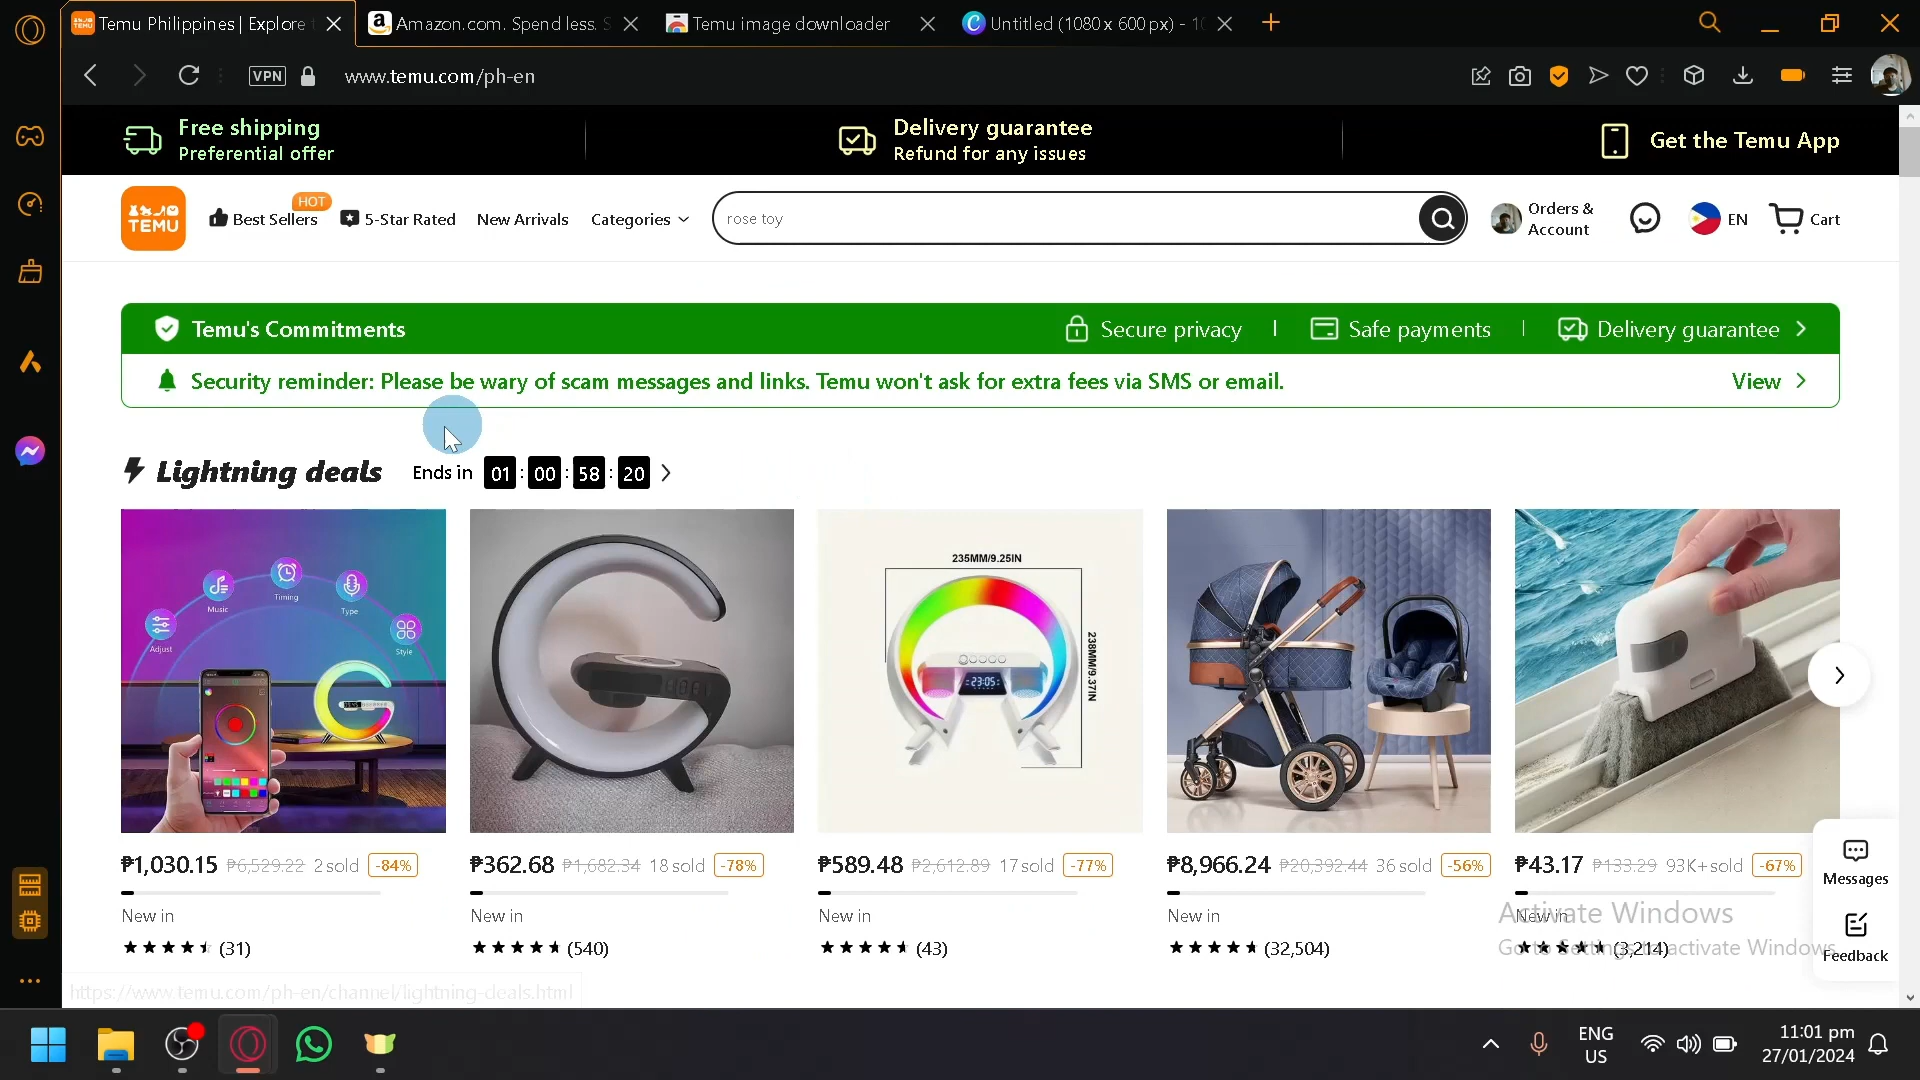 Temu Philippines | Explore
Amazon.com. Spend less. S
Temu image downloader
Untitled (1080 x 600 px) - 10
VPN
www.temu.com/ph-en
Free shipping
Preferential offer
Delivery guarantee
Refund for any issues
Get the Temu App
TEMU
Best Sellers
HOT
5-Star Rated
New Arrivals
Categories
rose toy
Orders &
Account
EN
Cart
Temu's Commitments
Secure privacy
Safe payments
Delivery guarantee
Security reminder: Please be wary of scam messages and links. Temu won't ask for extra fees via SMS or email.
View
Lightning deals
Ends in 01 : 00 : 58 : 20
Adjust
Music
Timing
Type
Style
235MM/9.25IN
238MM/9.37IN
23:05
₱1,030.15 ₱6,529.22 2 sold -84%
₱362.68 ₱1,682.34 18 sold -78%
₱589.48 ₱2,612.89 17 sold -77%
₱8,966.24 ₱20,392.44 36 sold -56%
₱43.17 ₱133.29 93K+ sold -67%
New in
New in
New in
New in
New in
(31)
(540)
(43)
(32,504)
(3,214)
Messages
Feedback
Activate Windows
Go to Settings to activate Windows.
https://www.temu.com/ph-en/channel/lightning-deals.html
ENG
US
11:01 pm
27/01/2024